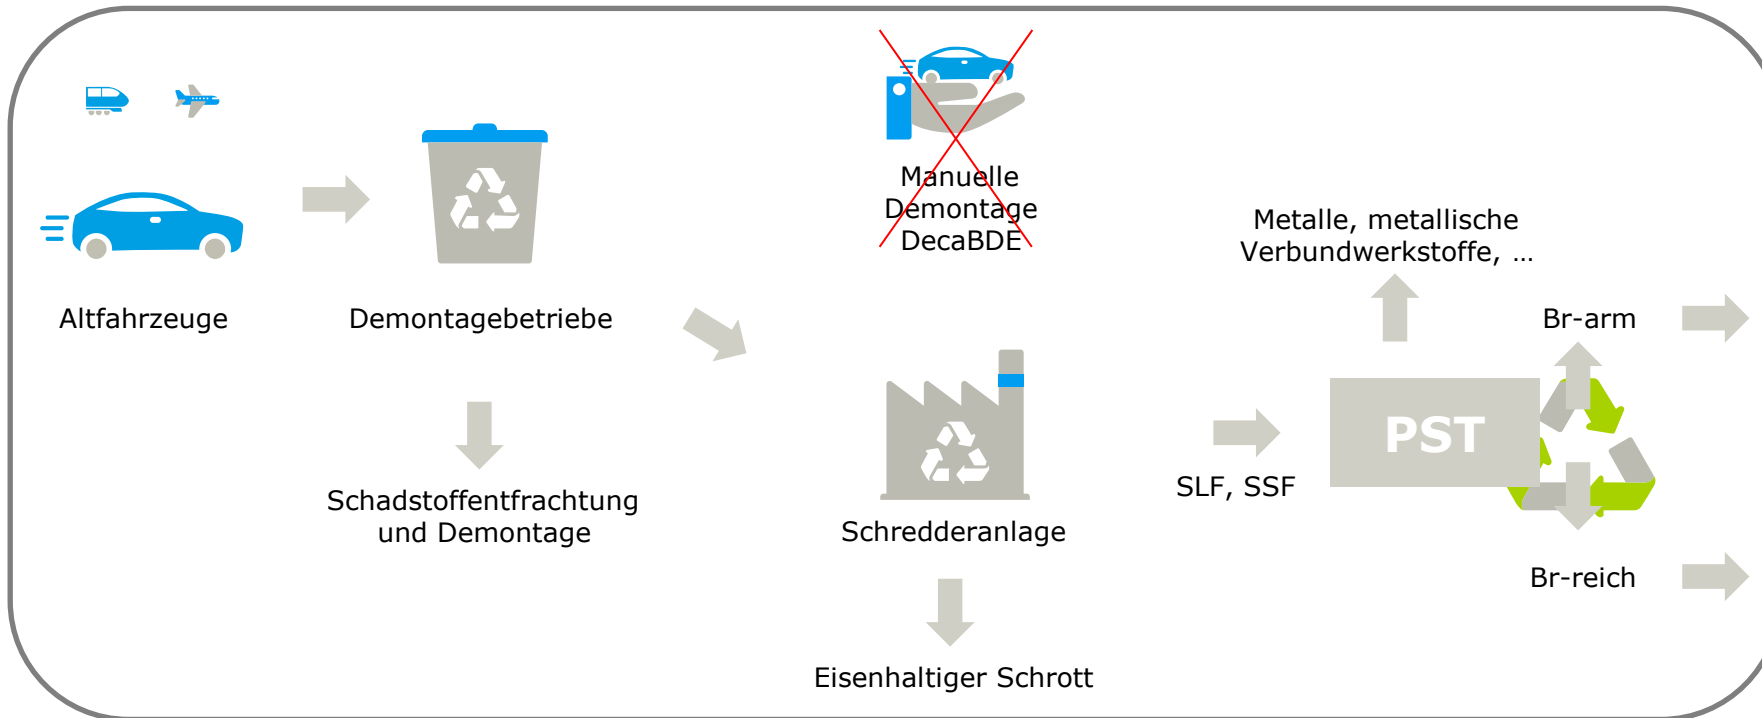 Altfahrzeuge
Demontagebetriebe
Schadstoffentfrachtung
und Demontage
Manuelle
Demontage
DecaBDE
Schredderanlage
Eisenhaltiger Schrott
SLF, SSF
Metalle, metallische
Verbundwerkstoffe, …
PST
Br-arm
Br-reich